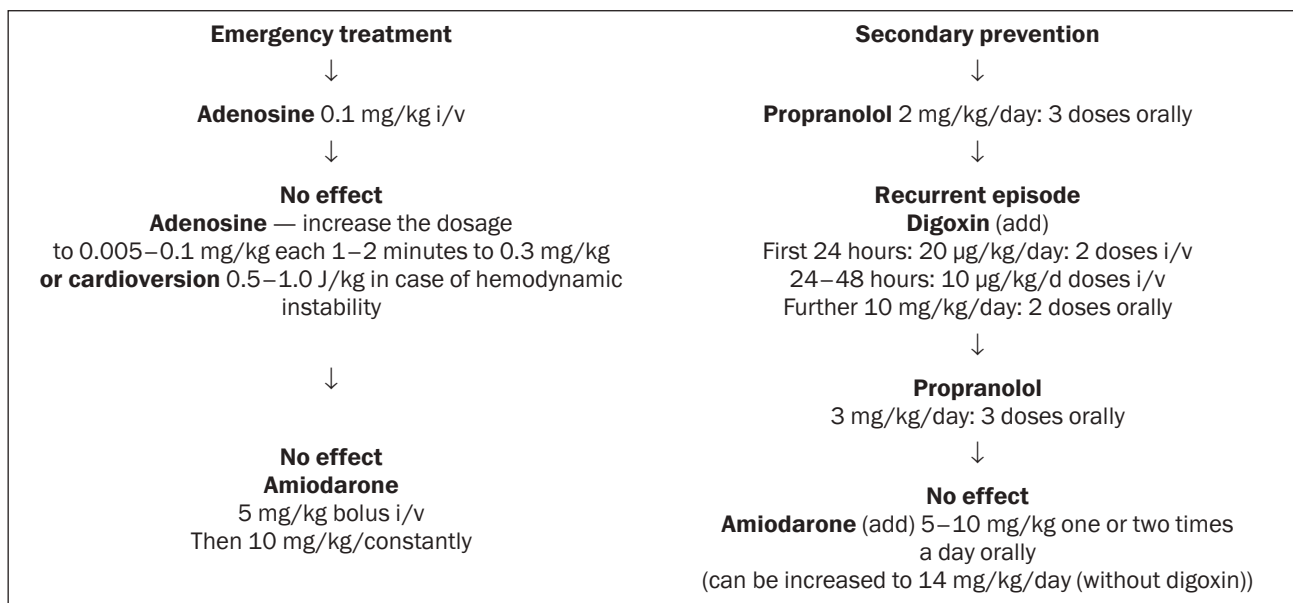 Emergency treatment
↓
Adenosine 0.1 mg/kg i/v
↓
No effect
Adenosine — increase the dosage
to 0.005–0.1 mg/kg each 1–2 minutes to 0.3 mg/kg
or cardioversion 0.5–1.0 J/kg in case of hemodynamic
instability
↓
No effect
Amiodarone
5 mg/kg bolus i/v
Then 10 mg/kg/constantly
Secondary prevention
↓
Propranolol 2 mg/kg/day: 3 doses orally
↓
Recurrent episode
Digoxin (add)
First 24 hours: 20 µg/kg/day: 2 doses i/v
24–48 hours: 10 µg/kg/d doses i/v
Further 10 mg/kg/day: 2 doses orally
↓
Propranolol
3 mg/kg/day: 3 doses orally
↓
No effect
Amiodarone (add) 5–10 mg/kg one or two times
a day orally
(can be increased to 14 mg/kg/day (without digoxin))